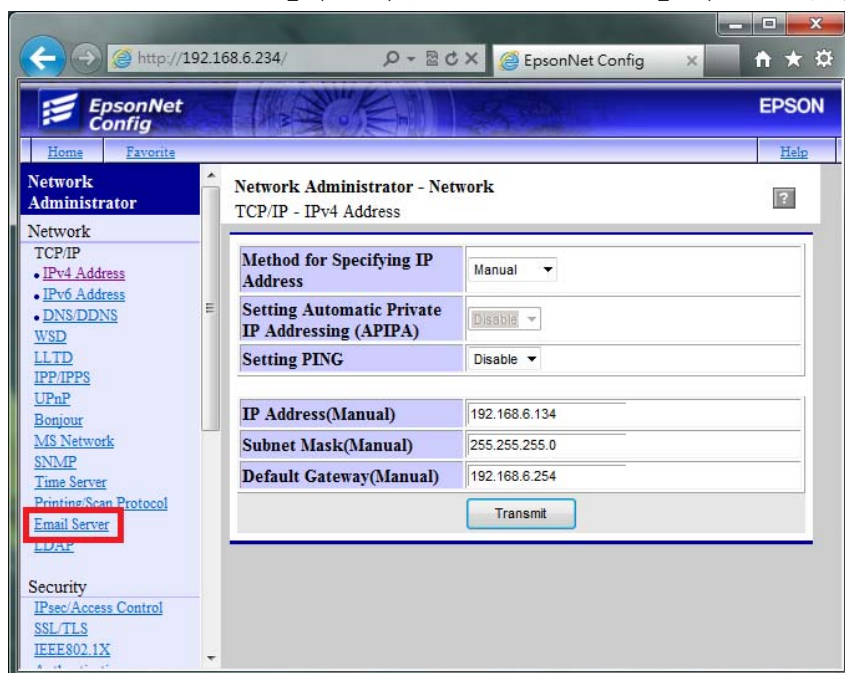 http://192.168.6.234/
EpsonNet Config
EpsonNet
Config
EPSON
Home
Favorite
Help
Network
Administrator
Network
TCP/IP
IPv4 Address
IPv6 Address
DNS/DDNS
WSD
LLTD
IPP/IPPS
UPnP
Bonjour
MS Network
SNMP
Time Server
Printing/Scan Protocol
Email Server
LDAP
Security
IPsec/Access Control
SSL/TLS
IEEE802.1X
Network Administrator - Network
TCP/IP - IPv4 Address
?
Method for Specifying IP
Address
Manual
Setting Automatic Private
IP Addressing (APIPA)
Disable
Setting PING
Disable
IP Address(Manual)
192.168.6.134
Subnet Mask(Manual)
255.255.255.0
Default Gateway(Manual)
192.168.6.254
Transmit